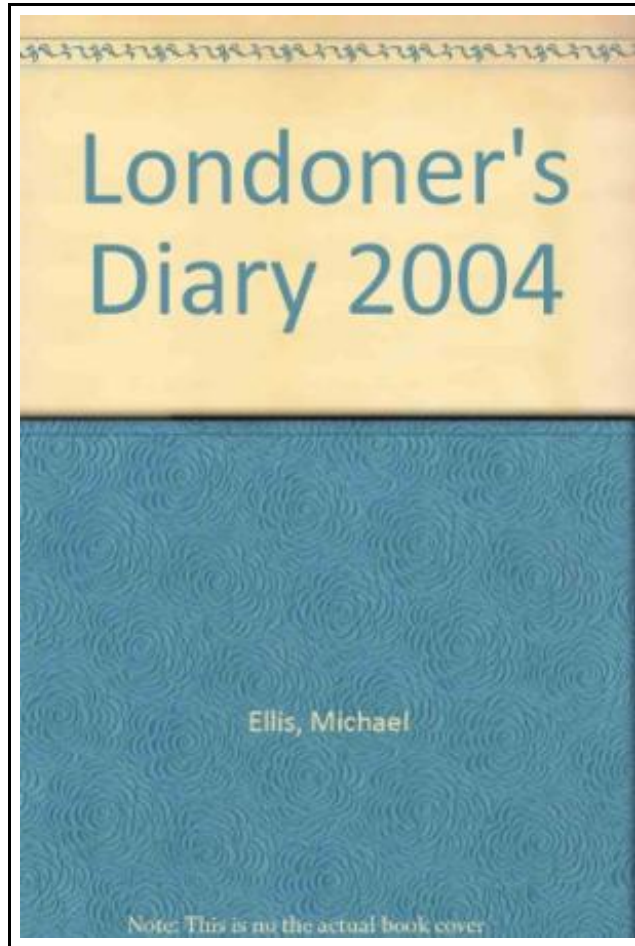 Londoner's
Diary 2004
Ellis, Michael
Note: This is no the actual book cover